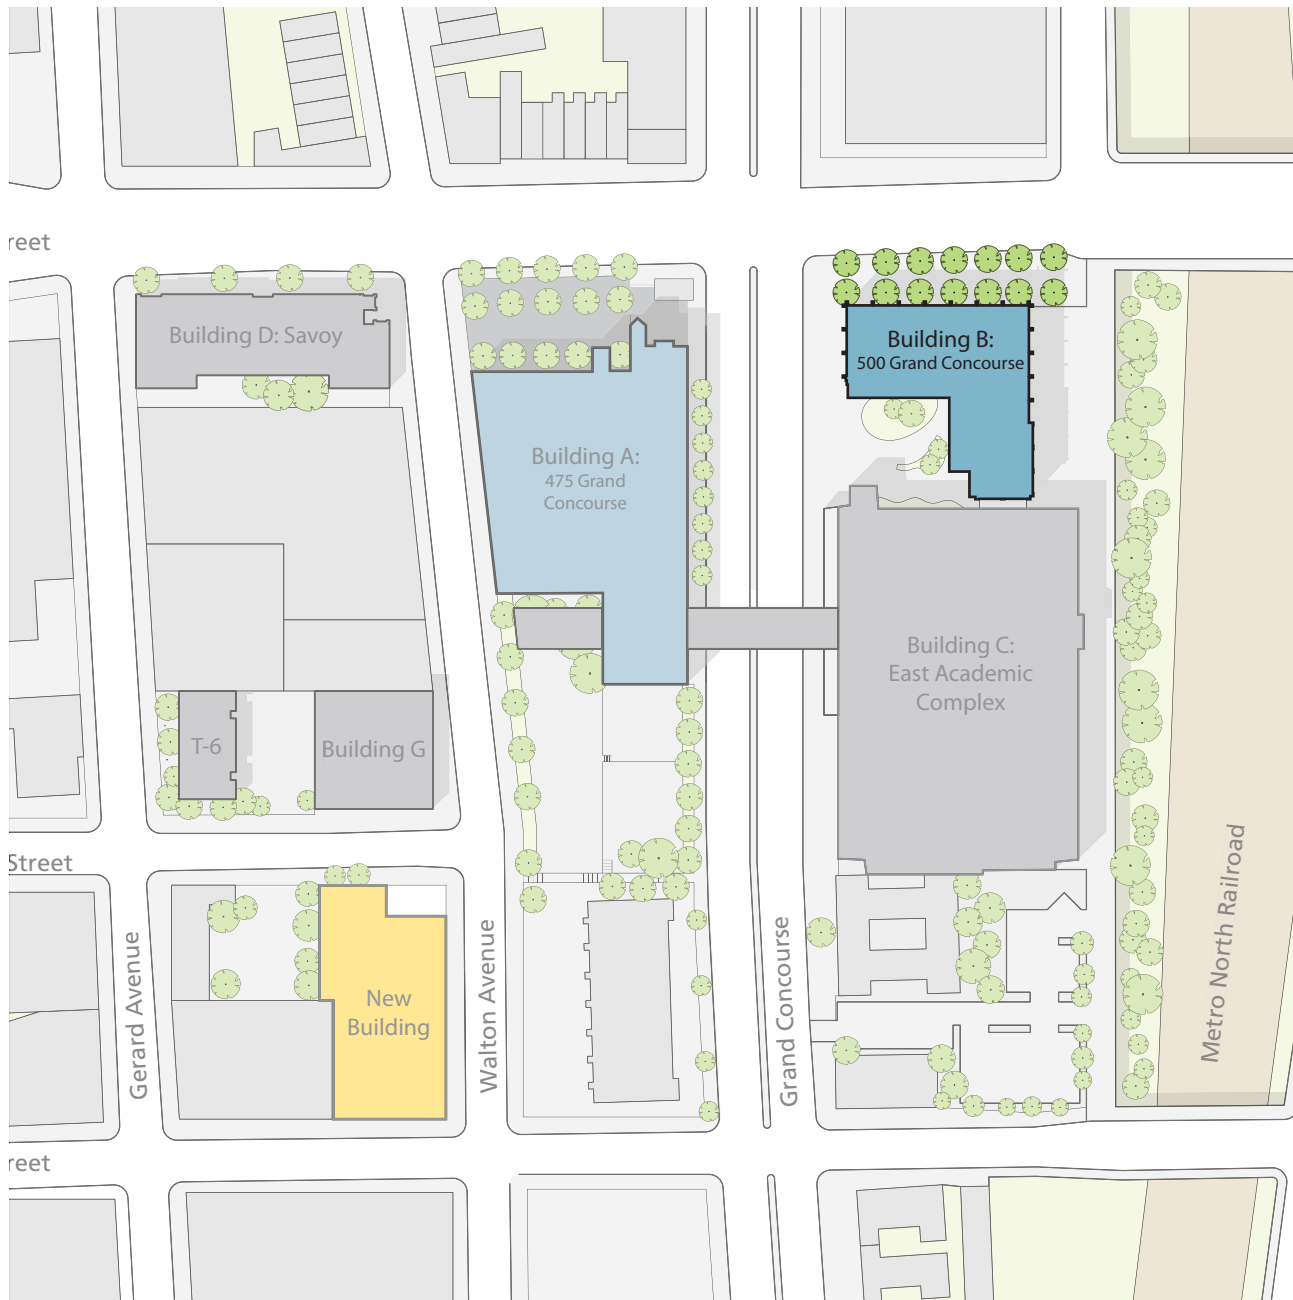 reet
Building D: Savoy
Building B:
500 Grand Concourse
Building A:
475 Grand
Concourse
Building C:
East Academic
Complex
T-6
Building G
Street
Gerard Avenue
New
Building
Walton Avenue
Grand Concourse
Metro North Railroad
reet